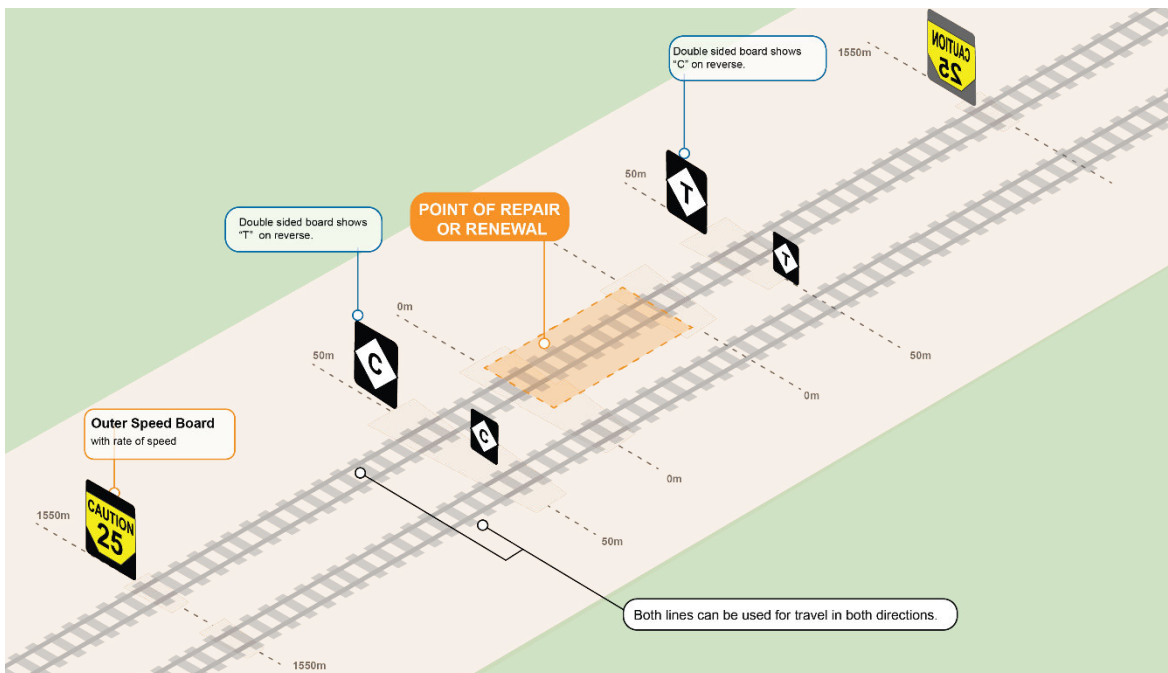 1550m
CAUTION
25
Double sided board shows
“C” on reverse.
50m
T
POINT OF REPAIR
OR RENEWAL
Double sided board shows
“T” on reverse.
T
0m
50m
C
50m
0m
C
Outer Speed Board
with rate of speed
0m
1550m
CAUTION
25
50m
Both lines can be used for travel in both directions.
1550m